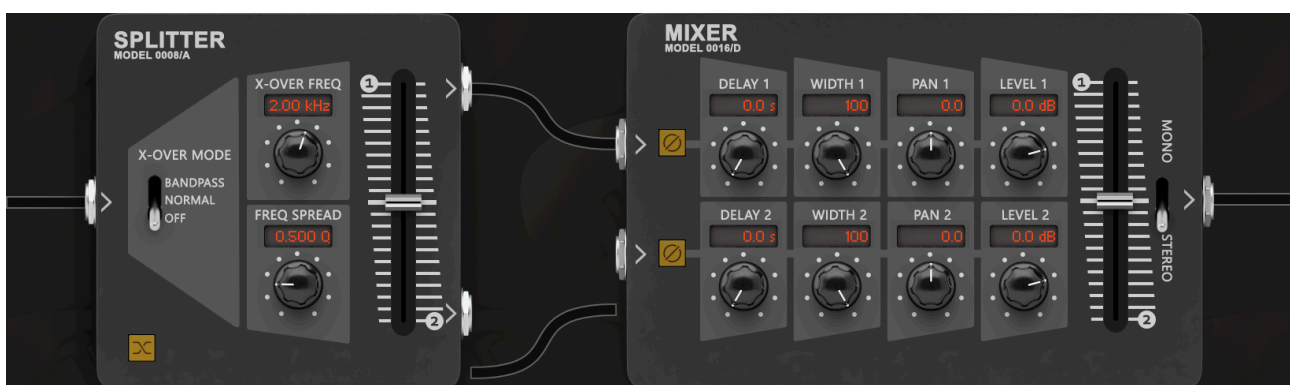 SPLITTER
MODEL 0008/A
X-OVER MODE
BANDPASS
NORMAL
OFF
X-OVER FREQ
2.00 kHz
FREQ SPREAD
0.500 Q
1
2
MIXER
MODEL 0016/D
DELAY 1
0.0 s
WIDTH 1
100
PAN 1
0.0
LEVEL 1
0.0 dB
DELAY 2
0.0 s
WIDTH 2
100
PAN 2
0.0
LEVEL 2
0.0 dB
1
2
MONO
STEREO